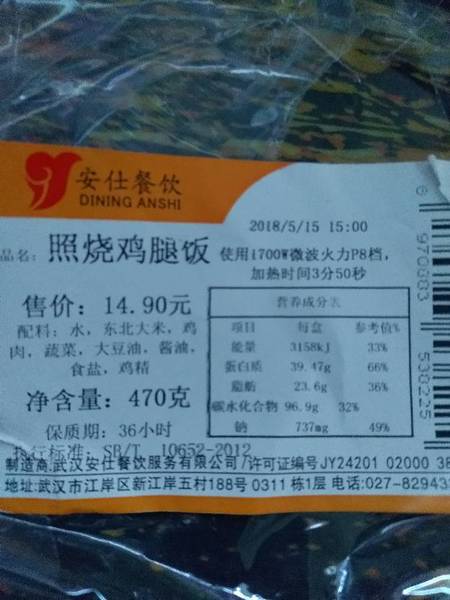 安仕餐饮
DINING ANSHI
2018/5/15 15:00
品名: 照烧鸡腿饭
使用1700W微波火力P8档,
加热时间3分50秒
售价: 14.90元
配料: 水, 东北大米, 鸡
肉, 蔬菜, 大豆油, 酱油,
食盐, 鸡精
净含量: 470克
保质期: 36小时
执行标准: SB/T 10652-2012
营养成分表
项目 每盒 参考值%
能量 3158kJ 33%
蛋白质 39.47g 66%
脂肪 23.6g 36%
碳水化合物 96.9g 32%
钠 737mg 49%
制造商:武汉安仕餐饮服务有限公司/许可证编号JY24201 02000 38
地址:武汉市江岸区新江岸五村188号 0311 栋1层 电话:027-82943
6 970883 538225